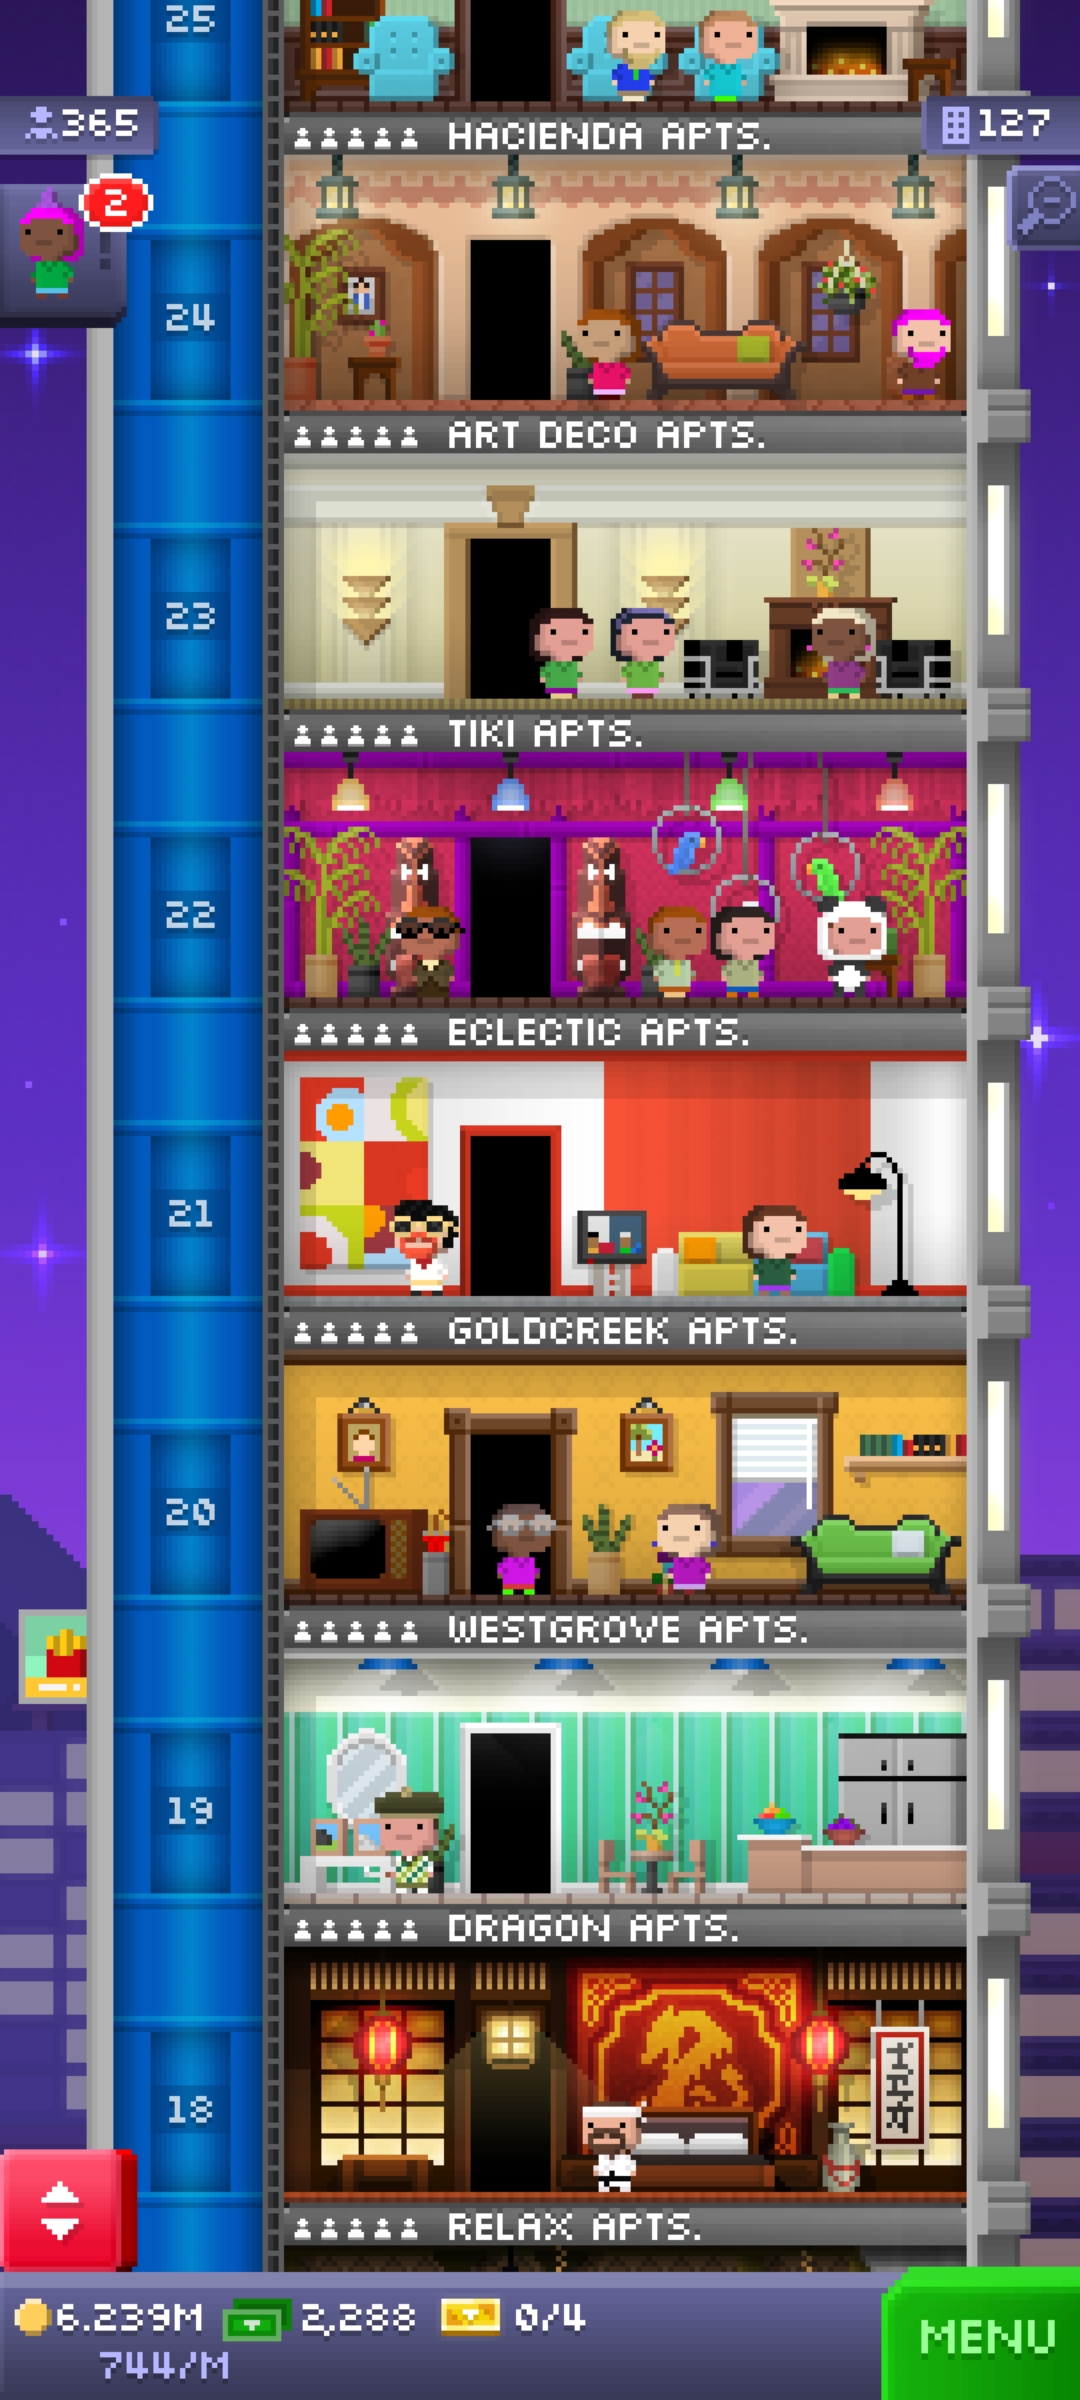 25
365
HACIENDA APTS.
127
2
24
ART DECO APTS.
23
TIKI APTS.
22
ECLECTIC APTS.
21
GOLDCREEK APTS.
20
WESTGROVE APTS.
19
DRAGON APTS.
18
RELAX APTS.
6.239M 2,288 0/4
744/M
MENU